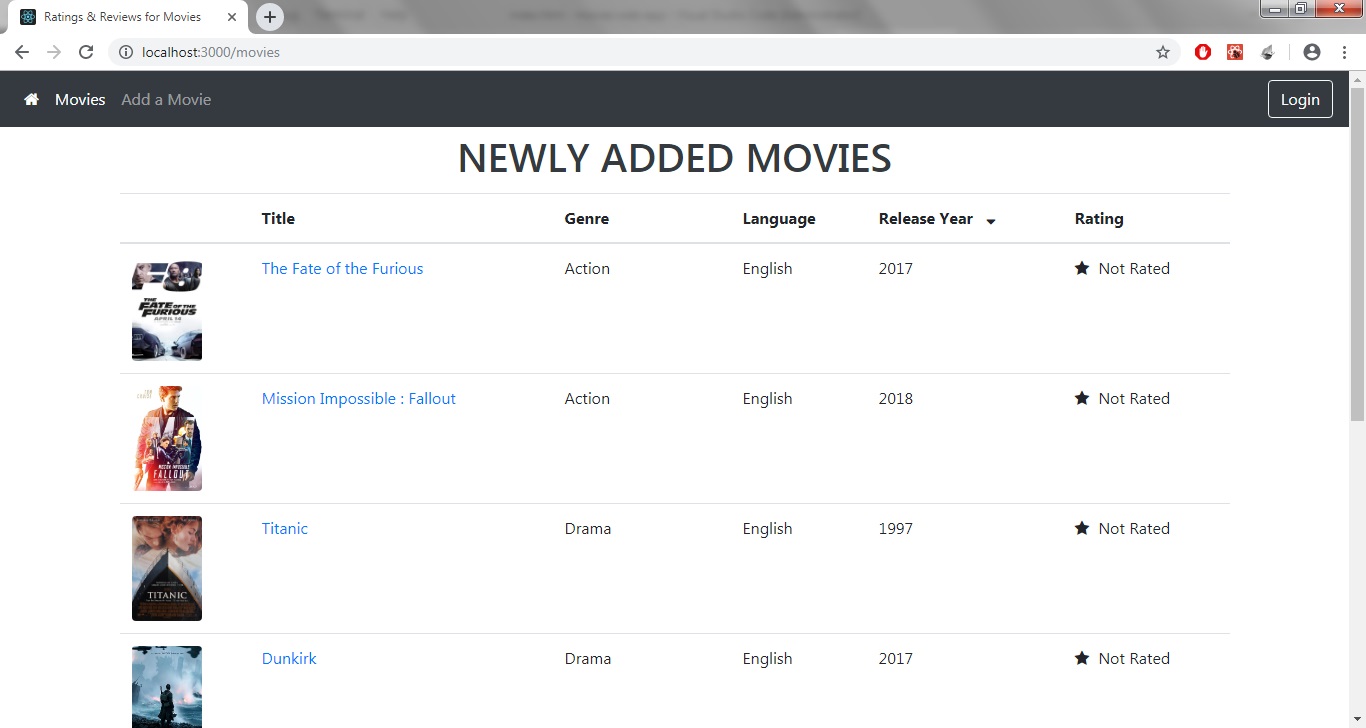 Ratings & Reviews for Movies
localhost:3000/movies
Movies Add a Movie Login
NEWLY ADDED MOVIES
Title Genre Language Release Year Rating
The Fate of the Furious Action English 2017 Not Rated
THE
FATE OF THE
FURIOUS
APRIL 14
Mission Impossible : Fallout Action English 2018 Not Rated
TOM
CRUISE
MISSION IMPOSSIBLE
FALLOUT
Titanic Drama English 1997 Not Rated
TITANIC
Dunkirk Drama English 2017 Not Rated